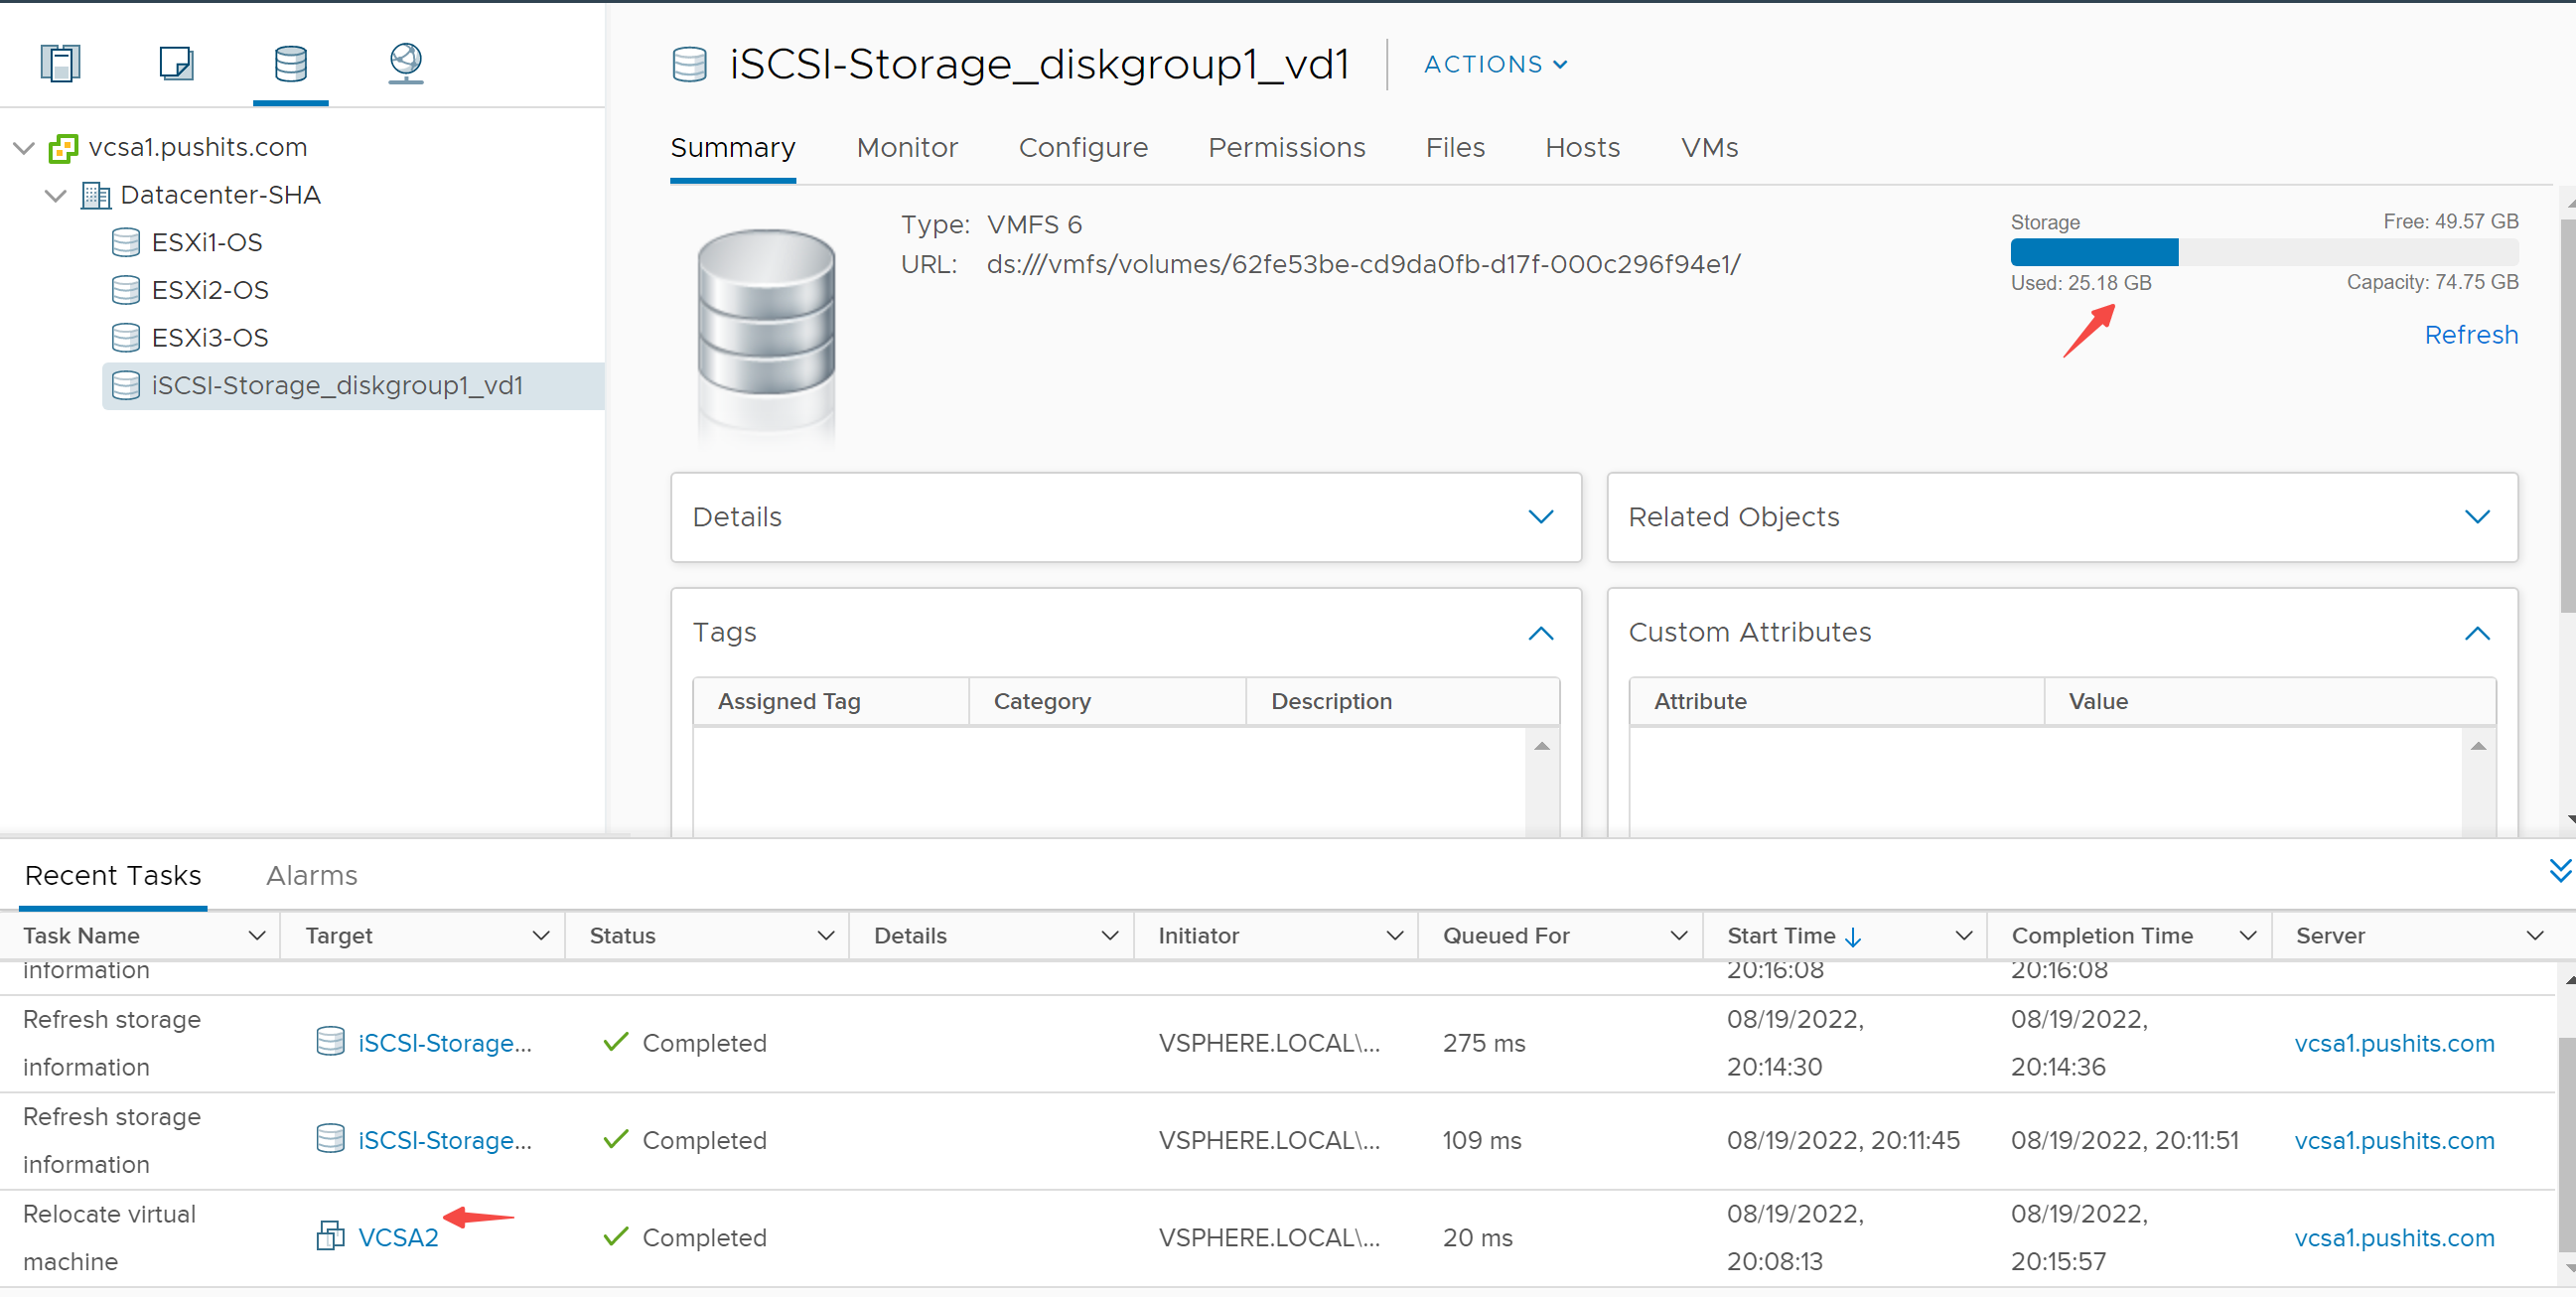 iSCSI-Storage_diskgroup1_vd1
ACTIONS
vcsa1.pushits.com
Datacenter-SHA
ESXi1-OS
ESXi2-OS
ESXi3-OS
iSCSI-Storage_diskgroup1_vd1
Summary Monitor Configure Permissions Files Hosts VMs
Type: VMFS 6
URL: ds:///vmfs/volumes/62fe53be-cd9da0fb-d17f-000c296f94e1/
Storage Free: 49.57 GB
Used: 25.18 GB Capacity: 74.75 GB
Refresh
Details
Related Objects
Tags
Assigned Tag Category Description
Custom Attributes
Attribute Value
Recent Tasks Alarms
Task Name Target Status Details Initiator Queued For Start Time Completion Time Server
information 20:16:08 20:16:08
Refresh storage 08/19/2022, 08/19/2022,
iSCSI-Storage... Completed VSPHERE.LOCAL\... 275 ms vcsa1.pushits.com
information 20:14:30 20:14:36
Refresh storage
iSCSI-Storage... Completed VSPHERE.LOCAL\... 109 ms 08/19/2022, 20:11:45 08/19/2022, 20:11:51 vcsa1.pushits.com
information
Relocate virtual 08/19/2022, 08/19/2022,
VCSA2 Completed VSPHERE.LOCAL\... 20 ms vcsa1.pushits.com
machine 20:08:13 20:15:57